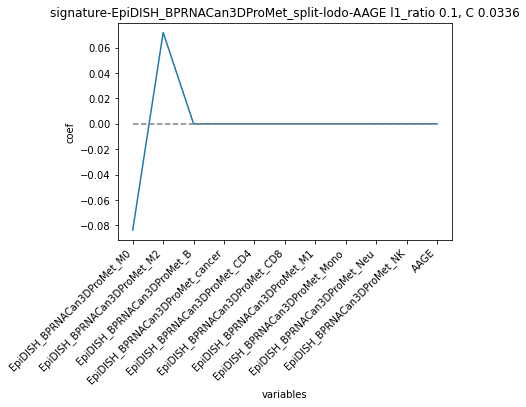 signature-EpiDISH_BPRNACan3DProMet_split-lodo-AAGE l1_ratio 0.1, C 0.0336
0.06
0.04
0.02
0.00
−0.02
−0.04
−0.06
−0.08
coef
EpiDISH_BPRNACan3DProMet_M0
EpiDISH_BPRNACan3DProMet_M2
EpiDISH_BPRNACan3DProMet_B
EpiDISH_BPRNACan3DProMet_cancer
EpiDISH_BPRNACan3DProMet_CD4
EpiDISH_BPRNACan3DProMet_CD8
EpiDISH_BPRNACan3DProMet_M1
EpiDISH_BPRNACan3DProMet_Mono
EpiDISH_BPRNACan3DProMet_Neu
EpiDISH_BPRNACan3DProMet_NK
AAGE
variables